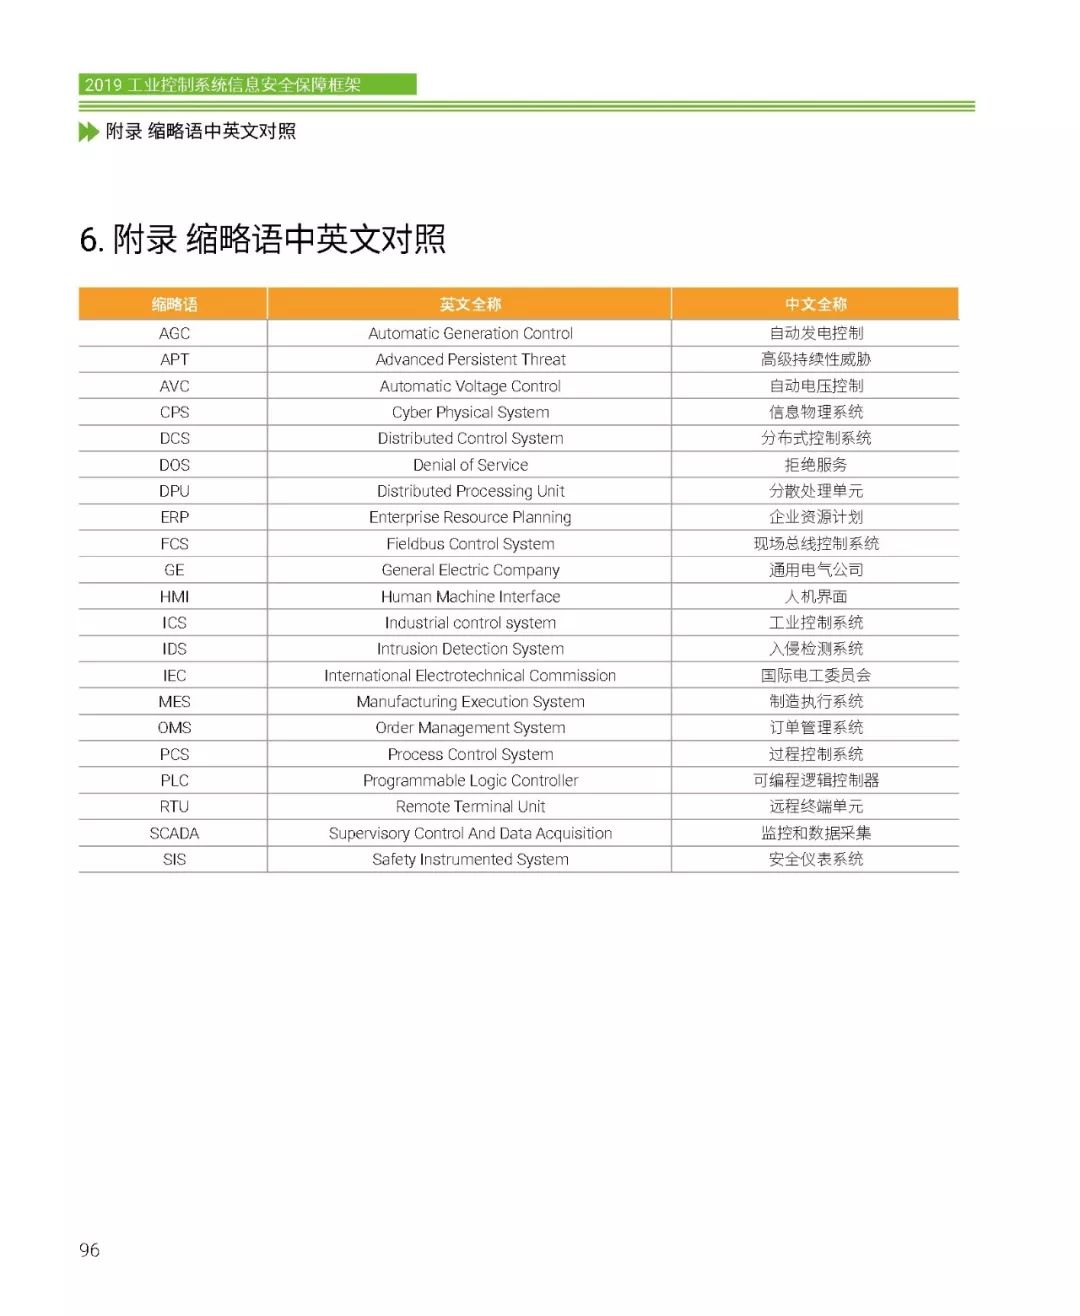 2019 工业控制系统信息安全保障框架
附录 缩略语中英文对照
6. 附录 缩略语中英文对照
缩略语 英文全称 中文全称
AGC Automatic Generation Control 自动发电控制
APT Advanced Persistent Threat 高级持续性威胁
AVC Automatic Voltage Control 自动电压控制
CPS Cyber Physical System 信息物理系统
DCS Distributed Control System 分布式控制系统
DOS Denial of Service 拒绝服务
DPU Distributed Processing Unit 分散处理单元
ERP Enterprise Resource Planning 企业资源计划
FCS Fieldbus Control System 现场总线控制系统
GE General Electric Company 通用电气公司
HMI Human Machine Interface 人机界面
ICS Industrial control system 工业控制系统
IDS Intrusion Detection System 入侵检测系统
IEC International Electrotechnical Commission 国际电工委员会
MES Manufacturing Execution System 制造执行系统
OMS Order Management System 订单管理系统
PCS Process Control System 过程控制系统
PLC Programmable Logic Controller 可编程逻辑控制器
RTU Remote Terminal Unit 远程终端单元
SCADA Supervisory Control And Data Acquisition 监控和数据采集
SIS Safety Instrumented System 安全仪表系统
96